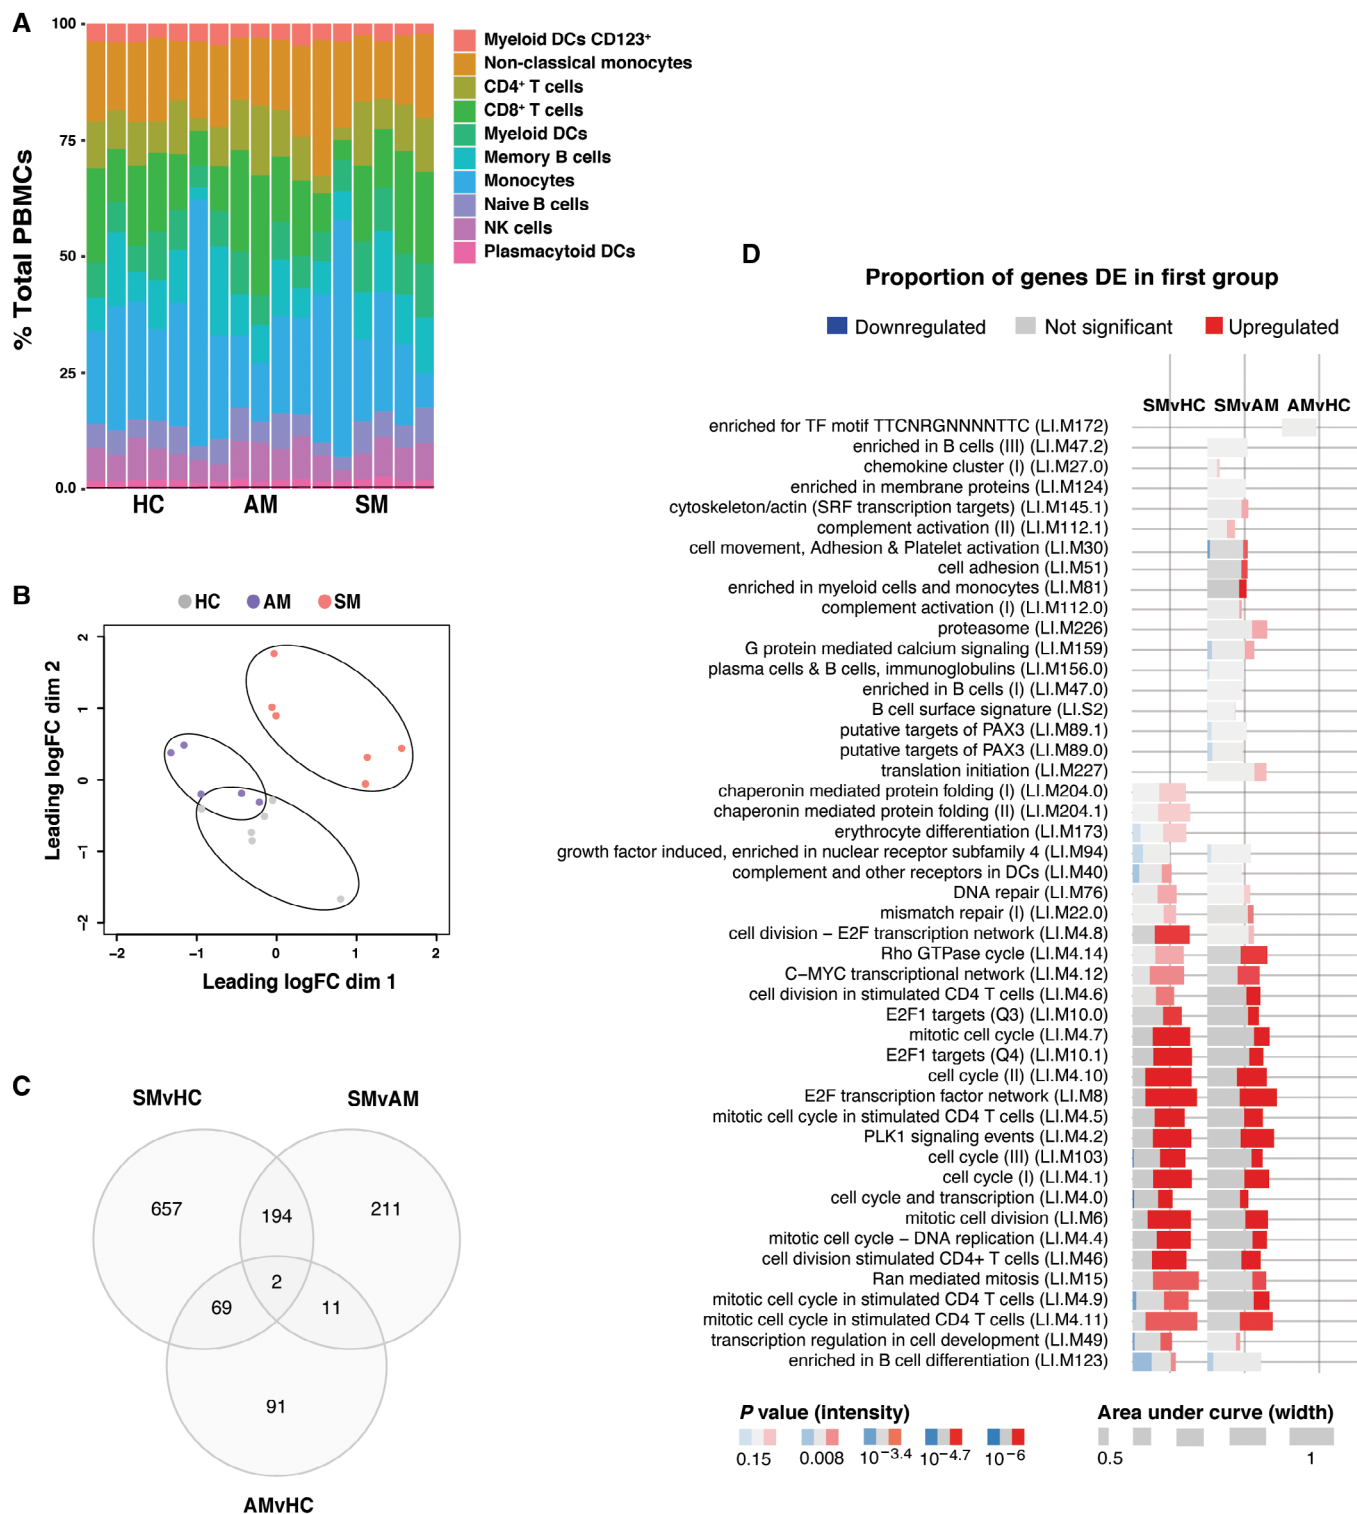 A
100
75
50
25
0.0
% Total PBMCs
HC
AM
SM
Myeloid DCs CD123+
Non-classical monocytes
CD4+ T cells
CD8+ T cells
Myeloid DCs
Memory B cells
Monocytes
Naive B cells
NK cells
Plasmacytoid DCs
B
HC
AM
SM
2
1
0
−1
−2
Leading logFC dim 2
−2
−1
0
1
2
Leading logFC dim 1
C
SMvHC
SMvAM
657
194
211
2
69
11
91
AMvHC
D
Proportion of genes DE in first group
Downregulated
Not significant
Upregulated
SMvHC SMvAM AMvHC
enriched for TF motif TTCNRGNNNNTTC (LI.M172)
enriched in B cells (III) (LI.M47.2)
chemokine cluster (I) (LI.M27.0)
enriched in membrane proteins (LI.M124)
cytoskeleton/actin (SRF transcription targets) (LI.M145.1)
complement activation (II) (LI.M112.1)
cell movement, Adhesion & Platelet activation (LI.M30)
cell adhesion (LI.M51)
enriched in myeloid cells and monocytes (LI.M81)
complement activation (I) (LI.M112.0)
proteasome (LI.M226)
G protein mediated calcium signaling (LI.M159)
plasma cells & B cells, immunoglobulins (LI.M156.0)
enriched in B cells (I) (LI.M47.0)
B cell surface signature (LI.S2)
putative targets of PAX3 (LI.M89.1)
putative targets of PAX3 (LI.M89.0)
translation initiation (LI.M227)
chaperonin mediated protein folding (I) (LI.M204.0)
chaperonin mediated protein folding (II) (LI.M204.1)
erythrocyte differentiation (LI.M173)
growth factor induced, enriched in nuclear receptor subfamily 4 (LI.M94)
complement and other receptors in DCs (LI.M40)
DNA repair (LI.M76)
mismatch repair (I) (LI.M22.0)
cell division − E2F transcription network (LI.M4.8)
Rho GTPase cycle (LI.M4.14)
C−MYC transcriptional network (LI.M4.12)
cell division in stimulated CD4 T cells (LI.M4.6)
E2F1 targets (Q3) (LI.M10.0)
mitotic cell cycle (LI.M4.7)
E2F1 targets (Q4) (LI.M10.1)
cell cycle (II) (LI.M4.10)
E2F transcription factor network (LI.M8)
mitotic cell cycle in stimulated CD4 T cells (LI.M4.5)
PLK1 signaling events (LI.M4.2)
cell cycle (III) (LI.M103)
cell cycle (I) (LI.M4.1)
cell cycle and transcription (LI.M4.0)
mitotic cell division (LI.M6)
mitotic cell cycle − DNA replication (LI.M4.4)
cell division stimulated CD4+ T cells (LI.M46)
Ran mediated mitosis (LI.M15)
mitotic cell cycle in stimulated CD4 T cells (LI.M4.9)
mitotic cell cycle in stimulated CD4 T cells (LI.M4.11)
transcription regulation in cell development (LI.M49)
enriched in B cell differentiation (LI.M123)
P value (intensity)
0.15
0.008
10−3.4
10−4.7
10−6
Area under curve (width)
0.5
1